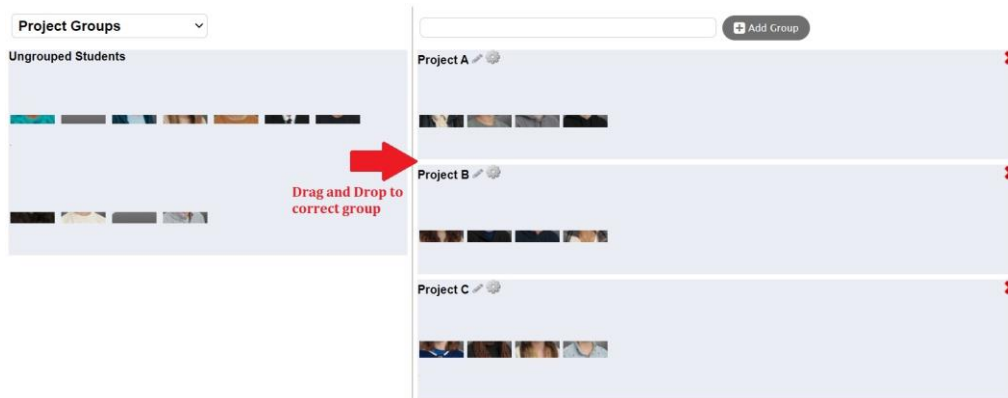 Project Groups
Add Group
Ungrouped Students
Project A
Project B
Drag and Drop to
correct group
Project C